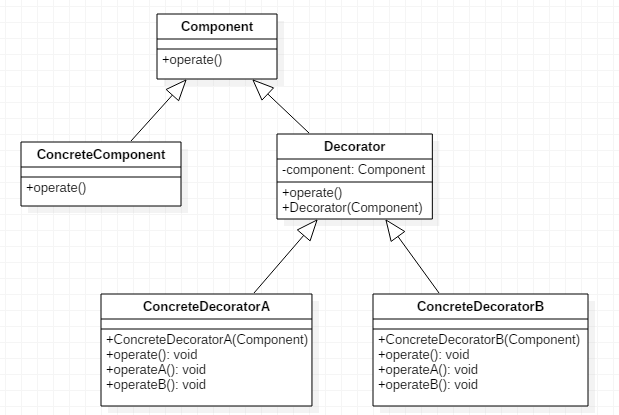 Component
+operate()
ConcreteComponent
+operate()
Decorator
-component: Component
+operate()
+Decorator(Component)
ConcreteDecoratorA
+ConcreteDecoratorA(Component)
+operate(): void
+operateA(): void
+operateB(): void
ConcreteDecoratorB
+ConcreteDecoratorB(Component)
+operate(): void
+operateA(): void
+operateB(): void